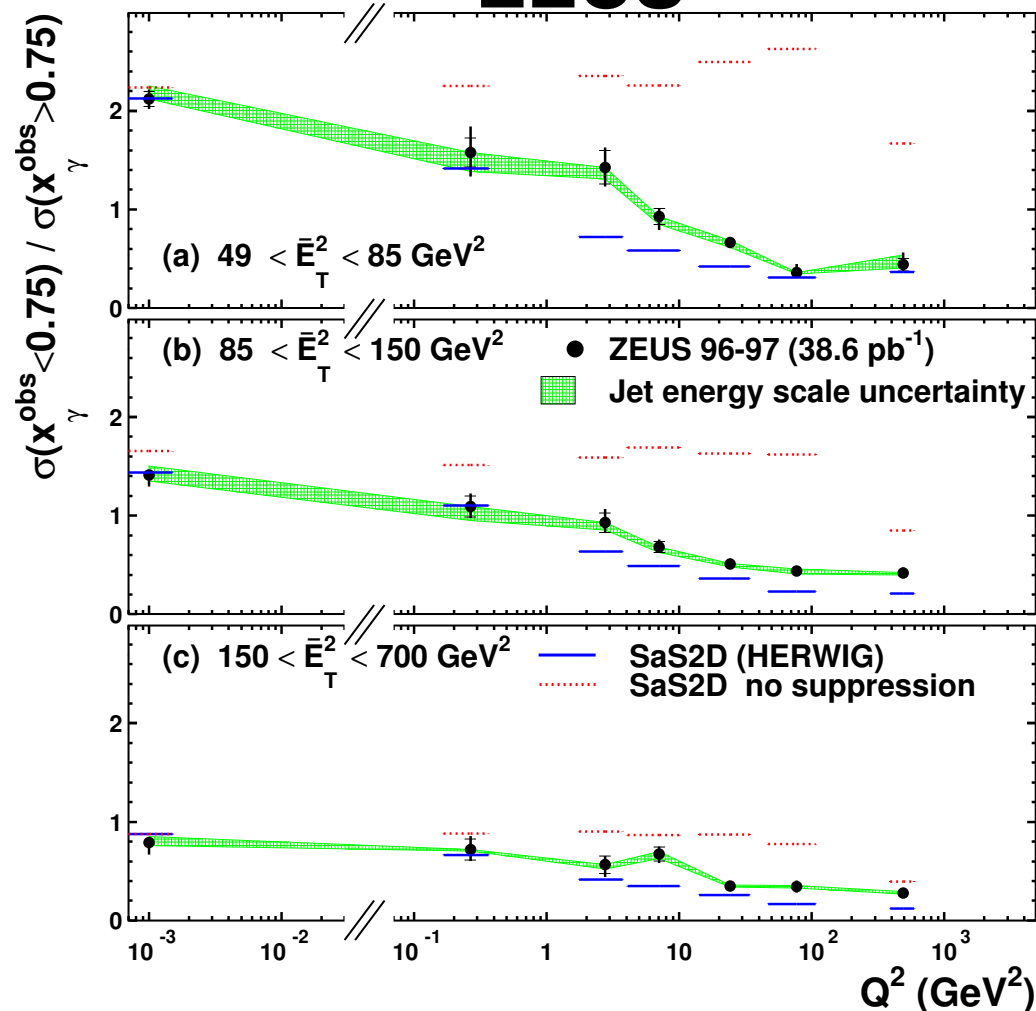 ZEUS
σ(x_γ^obs<0.75) / σ(x_γ^obs>0.75)
2
1
0
(a) 49 < Ē_T^2 < 85 GeV^2
(b) 85 < Ē_T^2 < 150 GeV^2
ZEUS 96-97 (38.6 pb^-1)
Jet energy scale uncertainty
2
1
0
(c) 150 < Ē_T^2 < 700 GeV^2
SaS2D (HERWIG)
SaS2D no suppression
2
1
0
10^-3 10^-2 10^-1 1 10 10^2 10^3
Q^2 (GeV^2)